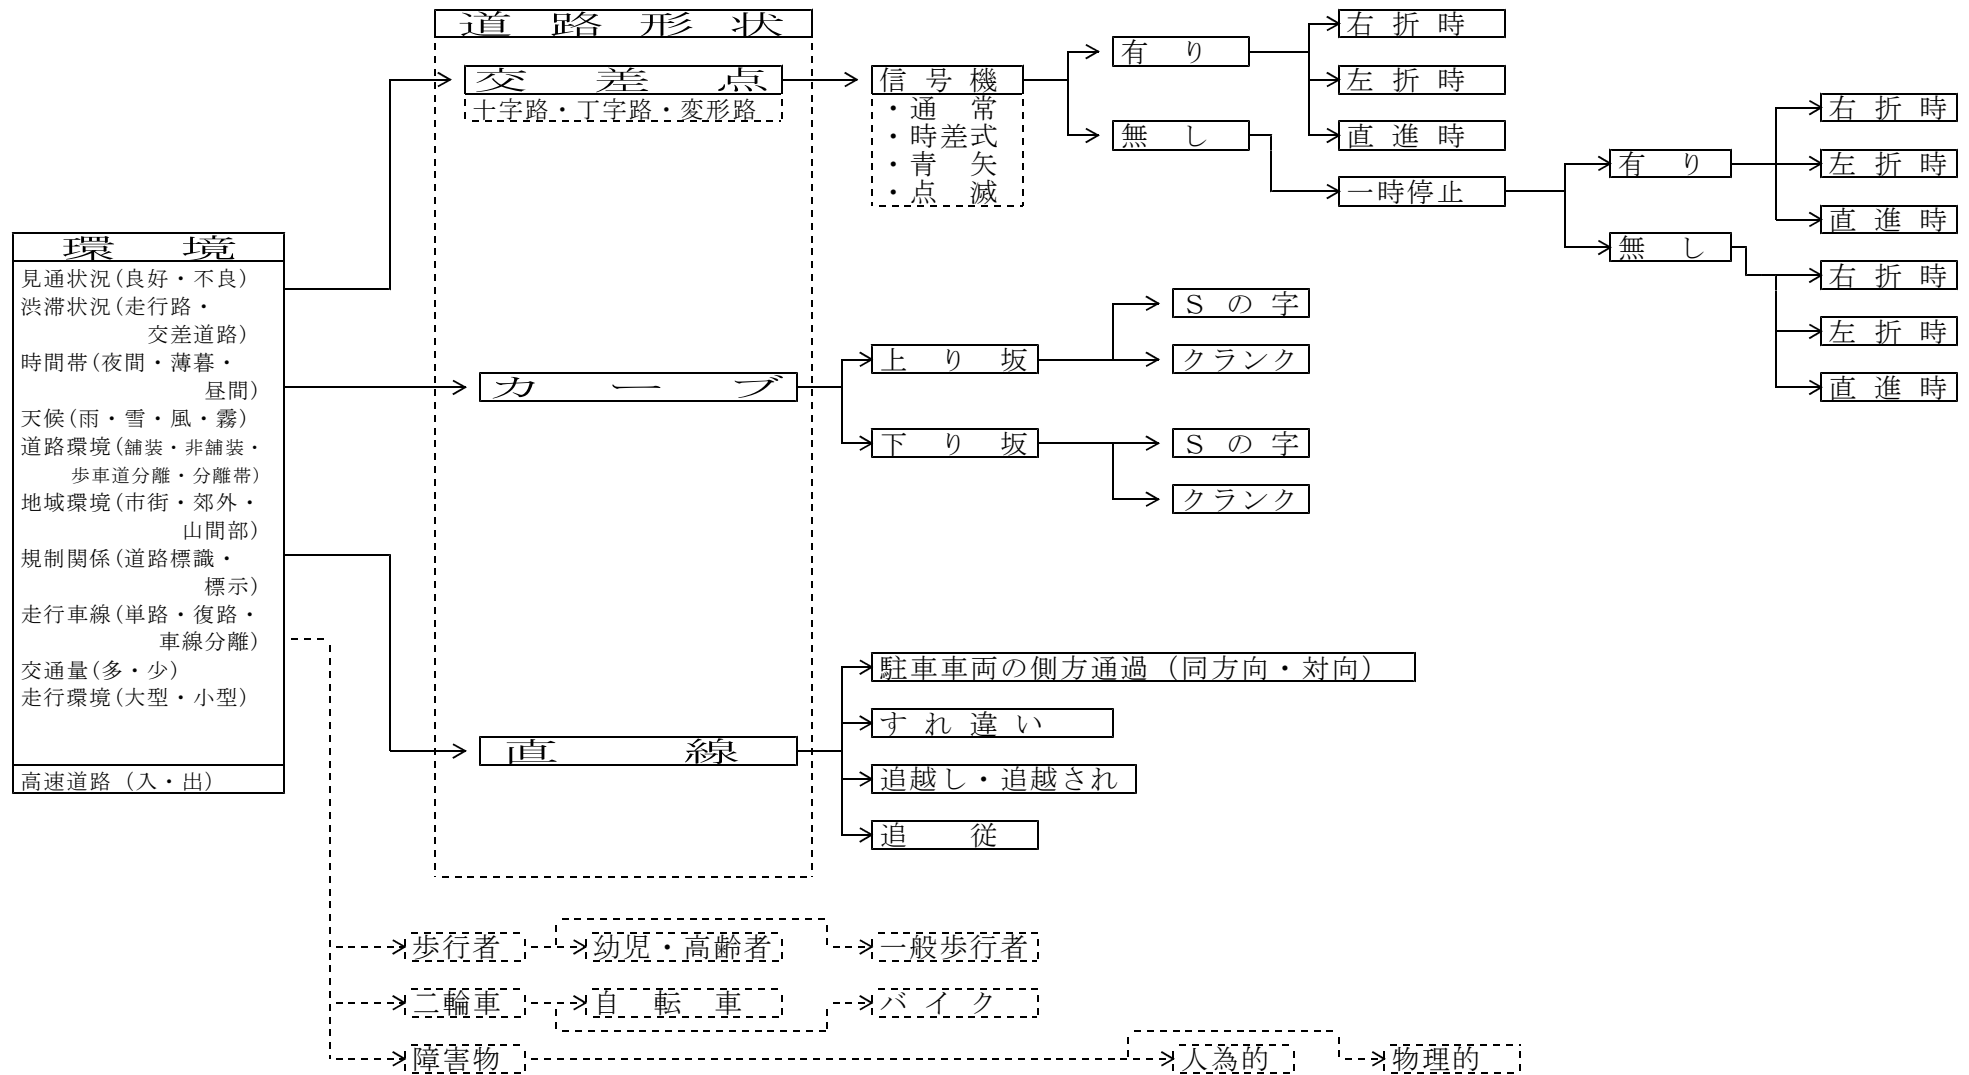 道路形状
交差点
十字路・丁字路・変形路
信号機
・通常
・時差式
・青矢
・点滅
有り
無し
右折時
左折時
直進時
一時停止
有り
無し
右折時
左折時
直進時
右折時
左折時
直進時
環境
見通状況(良好・不良)
渋滞状況(走行路・
交差道路)
時間帯(夜間・薄暮・
昼間)
天候(雨・雪・風・霧)
道路環境(舗装・非舗装・
歩車道分離・分離帯)
地域環境(市街・郊外・
山間部)
規制関係(道路標識・
標示)
走行車線(単路・復路・
車線分離)
交通量(多・少)
走行環境(大型・小型)
高速道路(入・出)
カーブ
上り坂
Sの字
クランク
下り坂
Sの字
クランク
直線
駐車車両の側方通過(同方向・対向)
すれ違い
追越し・追越され
追従
歩行者
幼児・高齢者
一般歩行者
二輪車
自転車
バイク
障害物
人為的
物理的